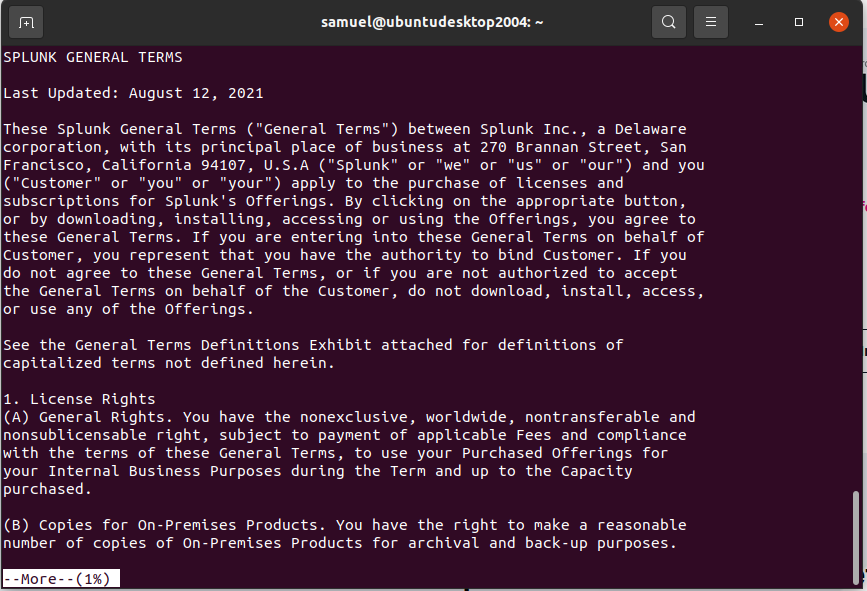 samuel@ubuntudesktop2004: ~
SPLUNK GENERAL TERMS
Last Updated: August 12, 2021
These Splunk General Terms ("General Terms") between Splunk Inc., a Delaware
corporation, with its principal place of business at 270 Brannan Street, San
Francisco, California 94107, U.S.A ("Splunk" or "we" or "us" or "our") and you
("Customer" or "you" or "your") apply to the purchase of licenses and
subscriptions for Splunk's Offerings. By clicking on the appropriate button,
or by downloading, installing, accessing or using the Offerings, you agree to
these General Terms. If you are entering into these General Terms on behalf of
Customer, you represent that you have the authority to bind Customer. If you
do not agree to these General Terms, or if you are not authorized to accept
the General Terms on behalf of the Customer, do not download, install, access,
or use any of the Offerings.
See the General Terms Definitions Exhibit attached for definitions of
capitalized terms not defined herein.
1. License Rights
(A) General Rights. You have the nonexclusive, worldwide, nontransferable and
nonsublicensable right, subject to payment of applicable Fees and compliance
with the terms of these General Terms, to use your Purchased Offerings for
your Internal Business Purposes during the Term and up to the Capacity
purchased.
(B) Copies for On-Premises Products. You have the right to make a reasonable
number of copies of On-Premises Products for archival and back-up purposes.
--More--(1%)